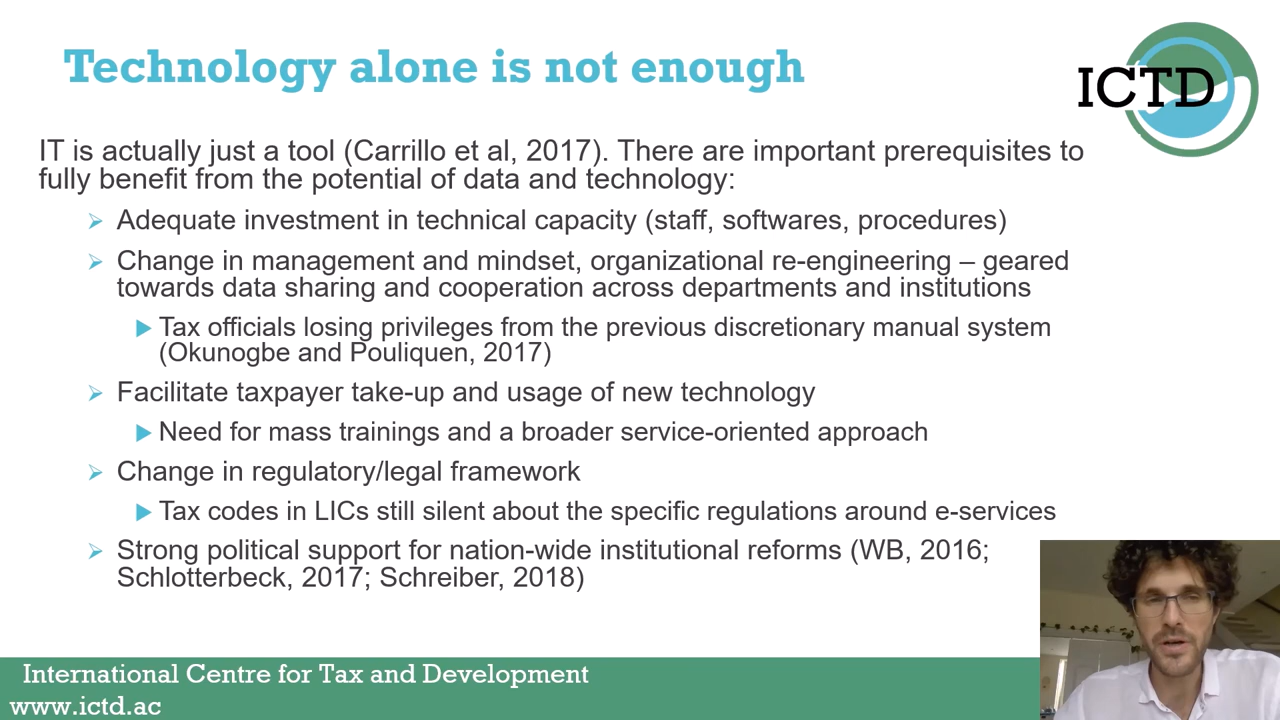 Technology alone is not enough
ICTD
IT is actually just a tool (Carrillo et al, 2017). There are important prerequisites to
fully benefit from the potential of data and technology:
Adequate investment in technical capacity (staff, softwares, procedures)
Change in management and mindset, organizational re-engineering – geared
towards data sharing and cooperation across departments and institutions
Tax officials losing privileges from the previous discretionary manual system
(Okunogbe and Pouliquen, 2017)
Facilitate taxpayer take-up and usage of new technology
Need for mass trainings and a broader service-oriented approach
Change in regulatory/legal framework
Tax codes in LICs still silent about the specific regulations around e-services
Strong political support for nation-wide institutional reforms (WB, 2016;
Schlotterbeck, 2017; Schreiber, 2018)
International Centre for Tax and Development
www.ictd.ac